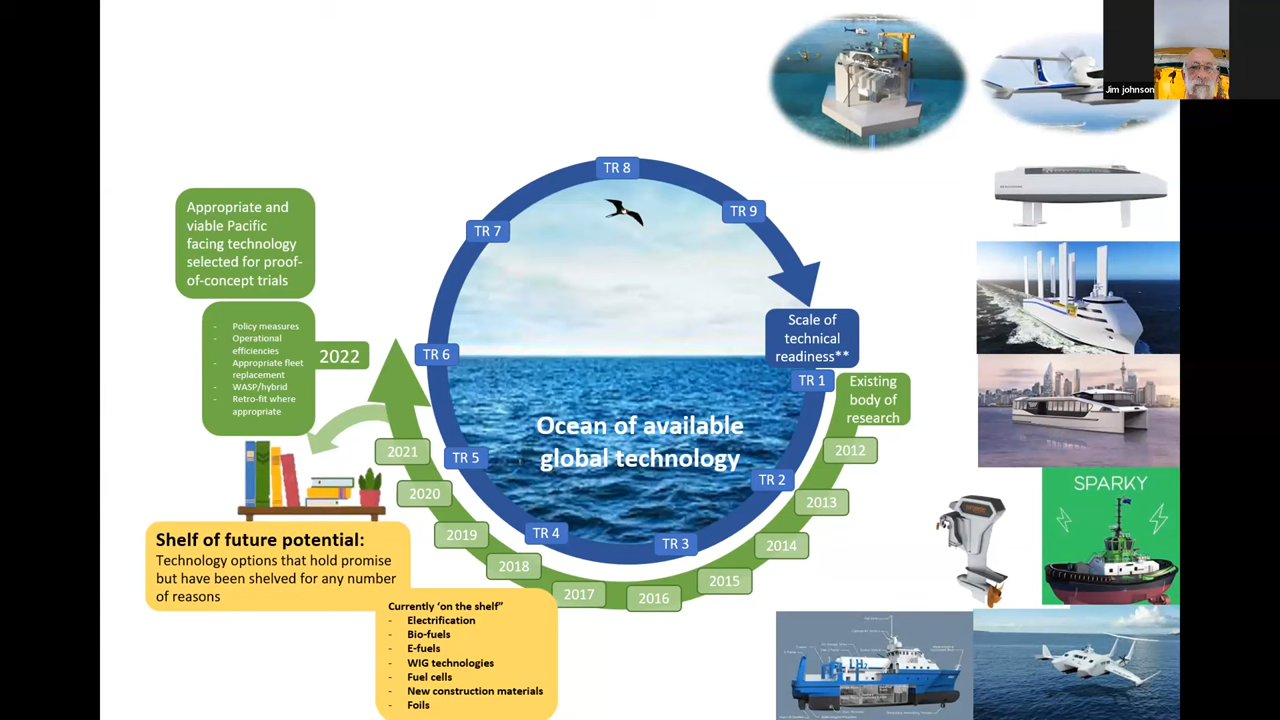 Jim johnson
TR 8
TR 9
TR 7
Appropriate and
viable Pacific
facing technology
selected for proof-
of-concept trials
- Policy measures
- Operational
efficiencies
- Appropriate fleet
replacement
- WASP/hybrid
- Retro-fit where
appropriate
2022
TR 6
Scale of
technical
readiness**
TR 1
Existing
body of
research
Ocean of available
global technology
2021
TR 5
2012
TR 2
2020
2013
2019
TR 4
TR 3
2014
2018
2015
2017
2016
Shelf of future potential:
Technology options that hold promise
but have been shelved for any number
of reasons
Currently ‘on the shelf”
- Electrification
- Bio-fuels
- E-fuels
- WIG technologies
- Fuel cells
- New construction materials
- Foils
SPARKY
LH₂